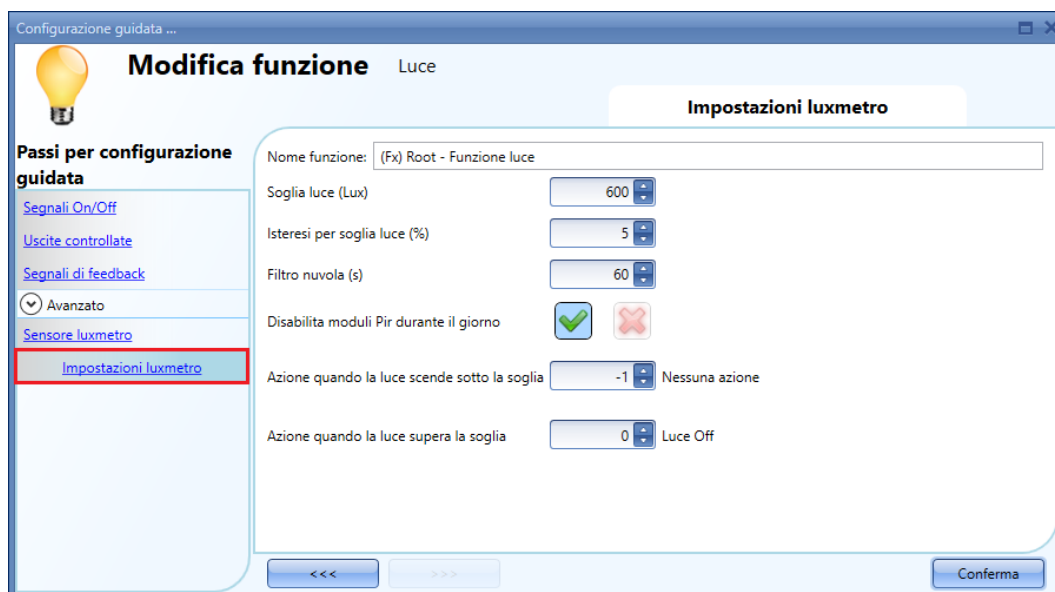 Configurazione guidata ...
Modifica funzione Luce
Impostazioni luxmetro
Passi per configurazione
guidata
Segnali On/Off
Uscite controllate
Segnali di feedback
Avanzato
Sensore luxmetro
Impostazioni luxmetro
Nome funzione: (Fx) Root - Funzione luce
Soglia luce (Lux) 600
Isteresi per soglia luce (%) 5
Filtro nuvola (s) 60
Disabilita moduli Pir durante il giorno
Azione quando la luce scende sotto la soglia -1 Nessuna azione
Azione quando la luce supera la soglia 0 Luce Off
<<< >>> Conferma